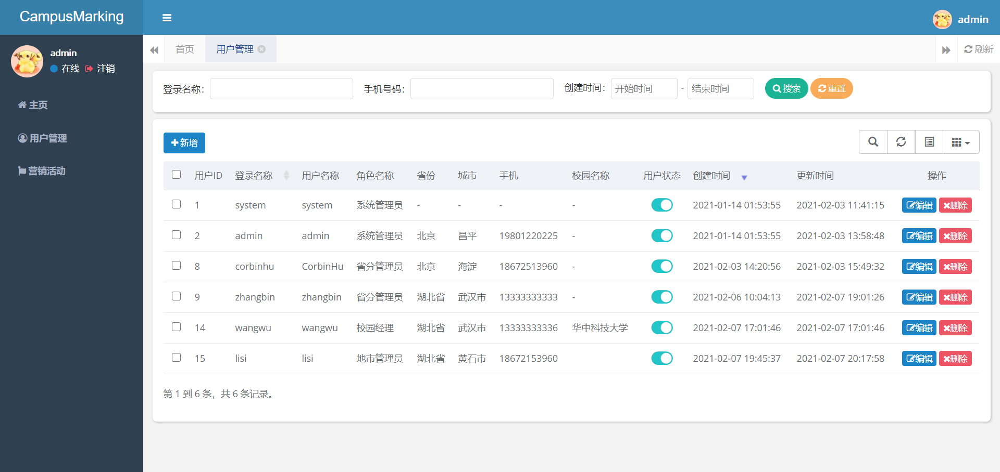 CampusMarking
admin
admin
在线 注销
主页
用户管理
营销活动
首页 用户管理 刷新
登录名称： 手机号码： 创建时间： 开始时间 - 结束时间 搜索 重置
新增
用户ID 登录名称 用户名称 角色名称 省份 城市 手机 校园名称 用户状态 创建时间 更新时间 操作
1 system system 系统管理员 - - - - 2021-01-14 01:53:55 2021-02-03 11:41:15 编辑 删除
2 admin admin 系统管理员 北京 昌平 19801220225 - 2021-01-14 01:53:55 2021-02-03 13:58:48 编辑 删除
8 corbinhu CorbinHu 省分管理员 北京 海淀 18672513960 - 2021-02-03 14:20:56 2021-02-03 15:49:32 编辑 删除
9 zhangbin zhangbin 省分管理员 湖北省 武汉市 13333333333 - 2021-02-06 10:04:13 2021-02-07 19:01:26 编辑 删除
14 wangwu wangwu 校园经理 湖北省 武汉市 13333333336 华中科技大学 2021-02-07 17:01:46 2021-02-07 17:01:46 编辑 删除
15 lisi lisi 地市管理员 湖北省 黄石市 18672153960 2021-02-07 19:45:37 2021-02-07 20:17:58 编辑 删除
第 1 到 6 条，共 6 条记录。